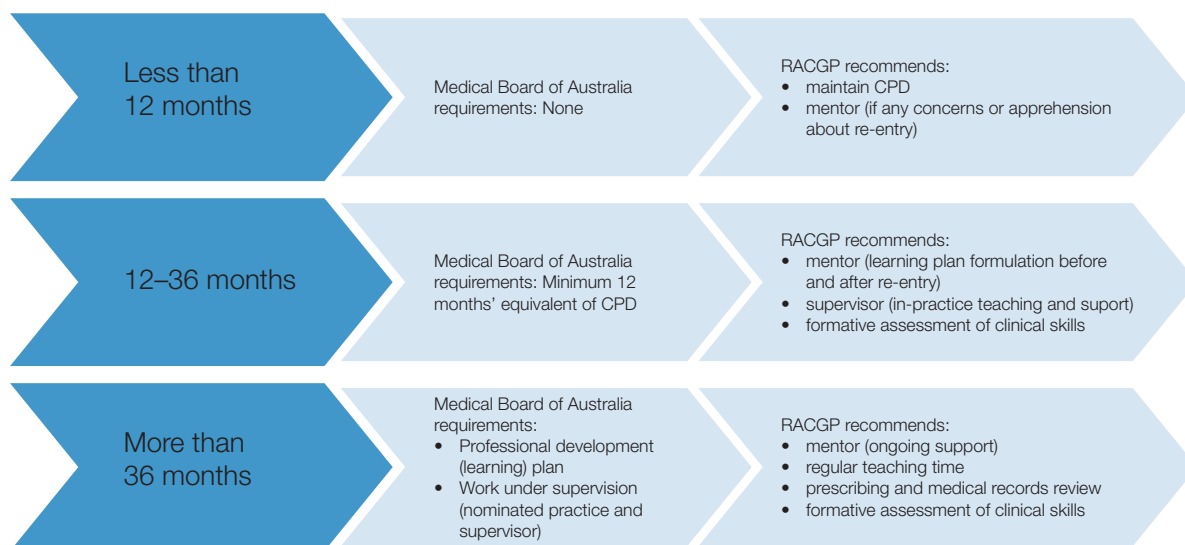 Less than
12 months
Medical Board of Australia
requirements: None
RACGP recommends:
• maintain CPD
• mentor (if any concerns or apprehension
about re-entry)
12–36 months
Medical Board of Australia
requirements: Minimum 12
months’ equivalent of CPD
RACGP recommends:
• mentor (learning plan formulation before
and after re-entry)
• supervisor (in-practice teaching and suport)
• formative assessment of clinical skills
More than
36 months
Medical Board of Australia
requirements:
• Professional development
(learning) plan
• Work under supervision
(nominated practice and
supervisor)
RACGP recommends:
• mentor (ongoing support)
• regular teaching time
• prescribing and medical records review
• formative assessment of clinical skills